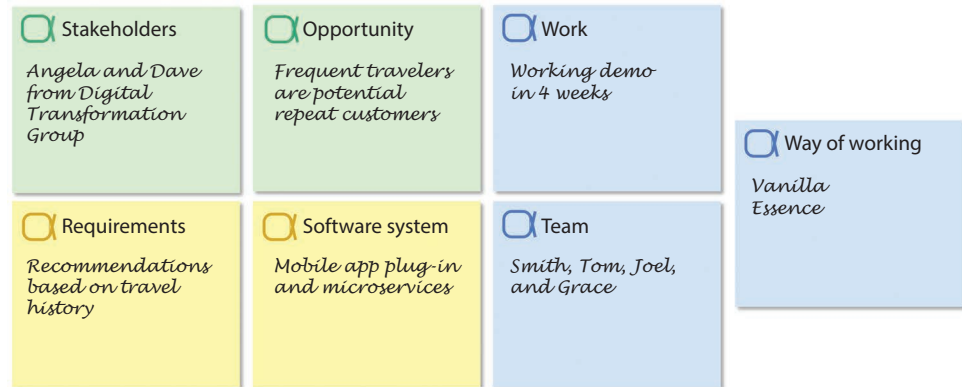 Stakeholders
Angela and Dave
from Digital
Transformation
Group
Opportunity
Frequent travelers
are potential
repeat customers
Work
Working demo
in 4 weeks
Way of working
Vanilla
Essence
Requirements
Recommendations
based on travel
history
Software system
Mobile app plug-in
and microservices
Team
Smith, Tom, Joel,
and Grace